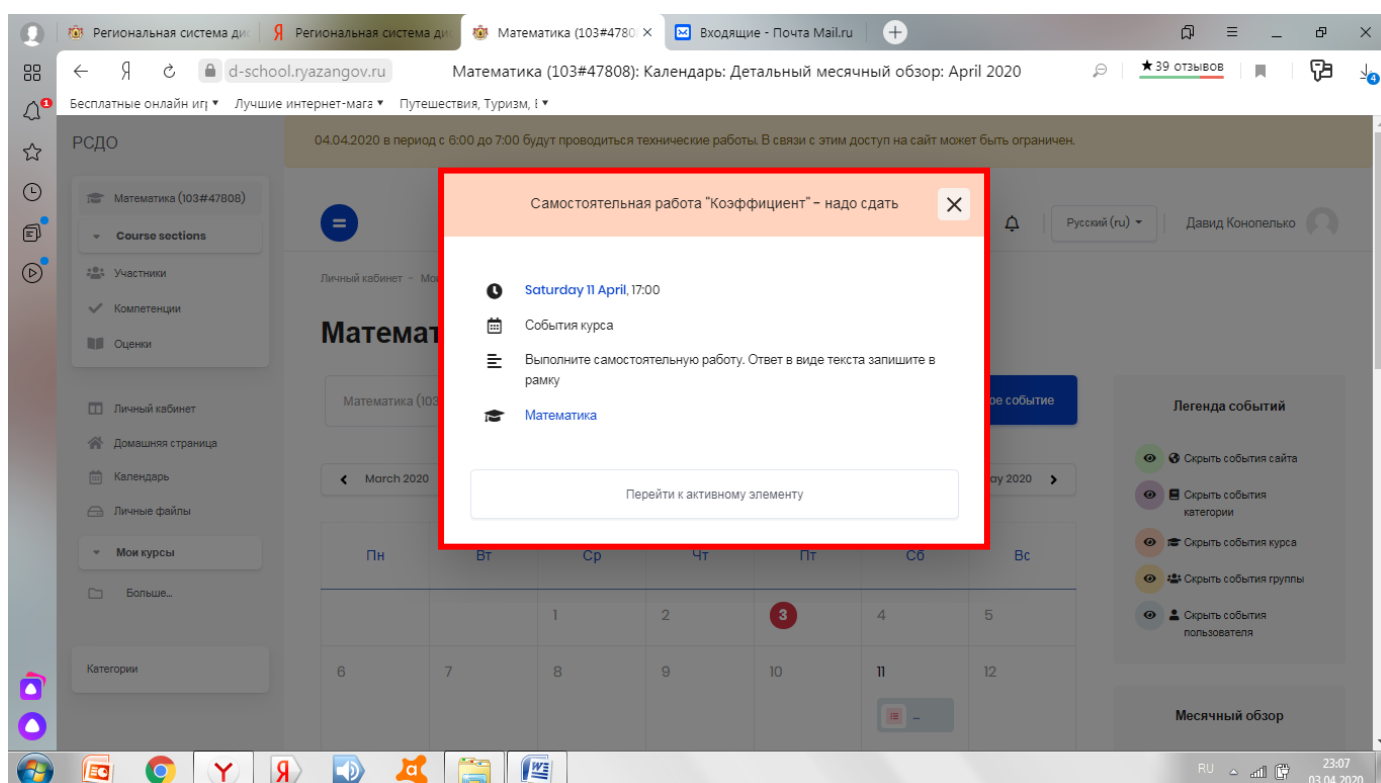 Региональная система дис
Региональная система ди
Математика (103#4780
Входящие - Почта Mail.ru
d-school.ryazangov.ru
Математика (103#47808): Календарь: Детальный месячный обзор: April 2020
★39 отзывов
Бесплатные онлайн иг
Лучшие интернет-мага
Путешествия, Туризм,
РСДО
04.04.2020 в период с 6:00 до 7:00 будут проводиться технические работы. В связи с этим доступ на сайт может быть ограничен.
Математика (103#47808)
Course sections
Участники
Компетенции
Оценки
Личный кабинет
Домашняя страница
Календарь
Личные файлы
Мои курсы
Больше...
Категории
Русский (ru)
Давид Конопелько
Личный кабинет -
Математ
Математика (103
ое событие
March 2020
ay 2020
Самостоятельная работа "Коэффициент" - надо сдать
Saturday 11 April, 17:00
События курса
Выполните самостоятельную работу. Ответ в виде текста запишите в
рамку
Математика
Перейти к активному элементу
Пн Вт Ср Чт Пт Сб Вс
1 2 3 4 5
6 7 8 9 10 11 12
Легенда событий
Скрыть события сайта
Скрыть события
категории
Скрыть события курса
Скрыть события группы
Скрыть события
пользователя
Месячный обзор
RU
23:07
03.04.2020